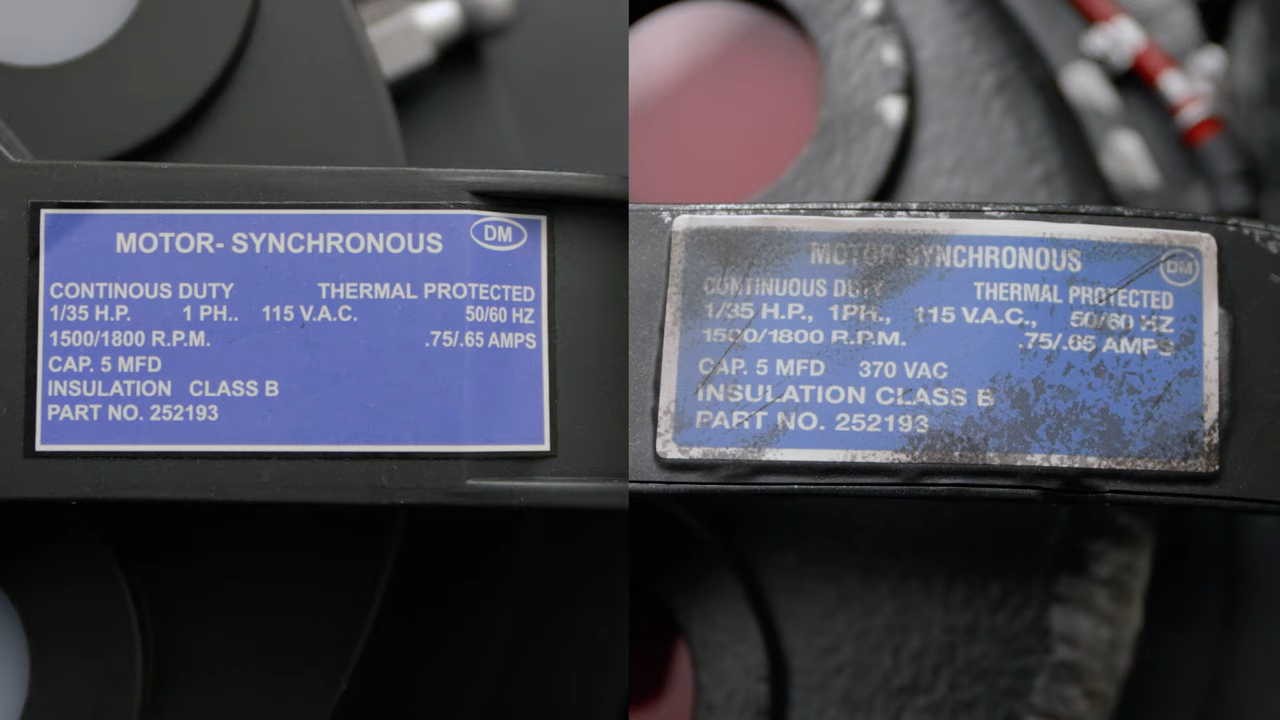 MOTOR- SYNCHRONOUS DM
CONTINOUS DUTY THERMAL PROTECTED
1/35 H.P. 1 PH.. 115 V.A.C. 50/60 HZ
1500/1800 R.P.M. .75/.65 AMPS
CAP. 5 MFD
INSULATION CLASS B
PART NO. 252193
MOTOR-SYNCHRONOUS DM
CONTINUOUS DUTY THERMAL PROTECTED
1/35 H.P., 1PH., 115 V.A.C., 50/60 HZ
1500/1800 R.P.M. .75/.65 AMPS
CAP. 5 MFD 370 VAC
INSULATION CLASS B
PART NO. 252193